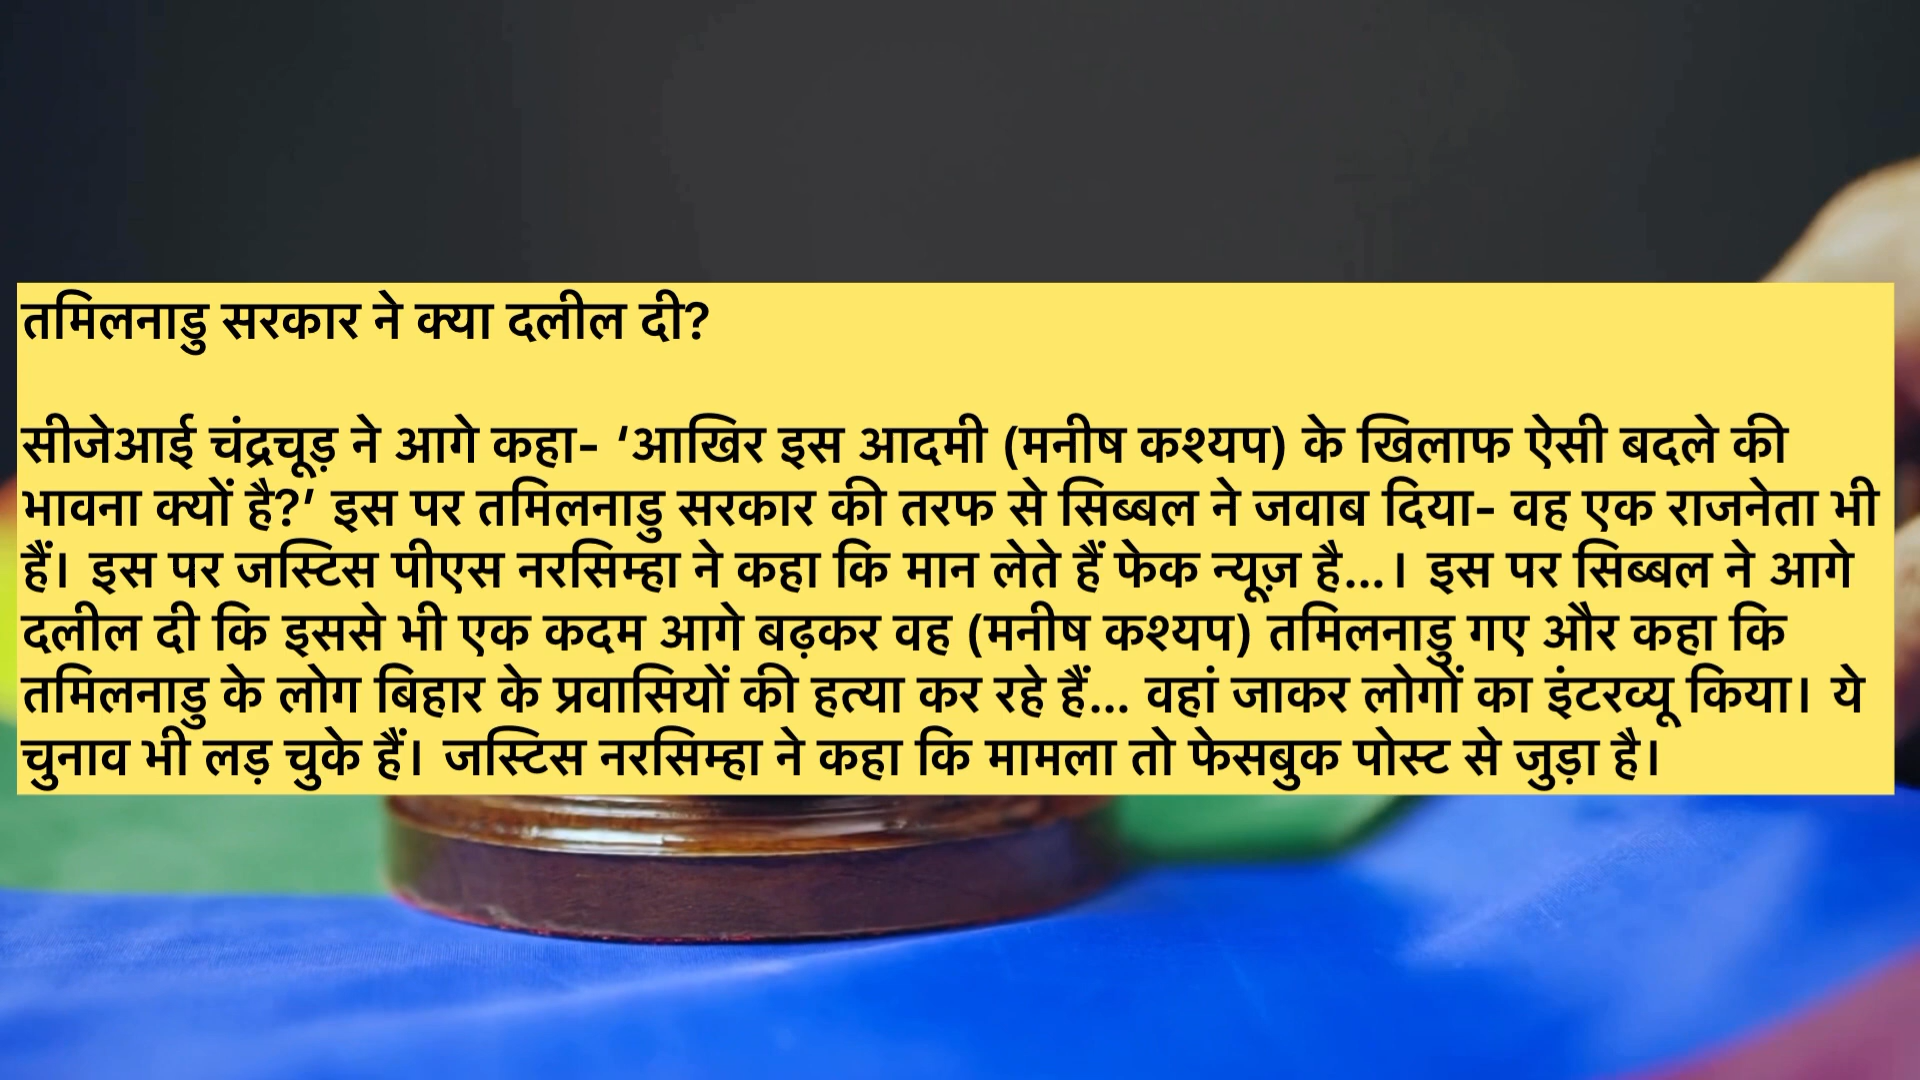 तमिलनाडु सरकार ने क्या दलील दी?
सीजेआई चंद्रचूड़ ने आगे कहा- ‘आखिर इस आदमी (मनीष कश्यप) के खिलाफ ऐसी बदले की
भावना क्यों है?’ इस पर तमिलनाडु सरकार की तरफ से सिब्बल ने जवाब दिया- वह एक राजनेता भी
हैं। इस पर जस्टिस पीएस नरसिम्हा ने कहा कि मान लेते हैं फेक न्यूज़ है…। इस पर सिब्बल ने आगे
दलील दी कि इससे भी एक कदम आगे बढ़कर वह (मनीष कश्यप) तमिलनाडु गए और कहा कि
तमिलनाडु के लोग बिहार के प्रवासियों की हत्या कर रहे हैं… वहां जाकर लोगों का इंटरव्यू किया। ये
चुनाव भी लड़ चुके हैं। जस्टिस नरसिम्हा ने कहा कि मामला तो फेसबुक पोस्ट से जुड़ा है।